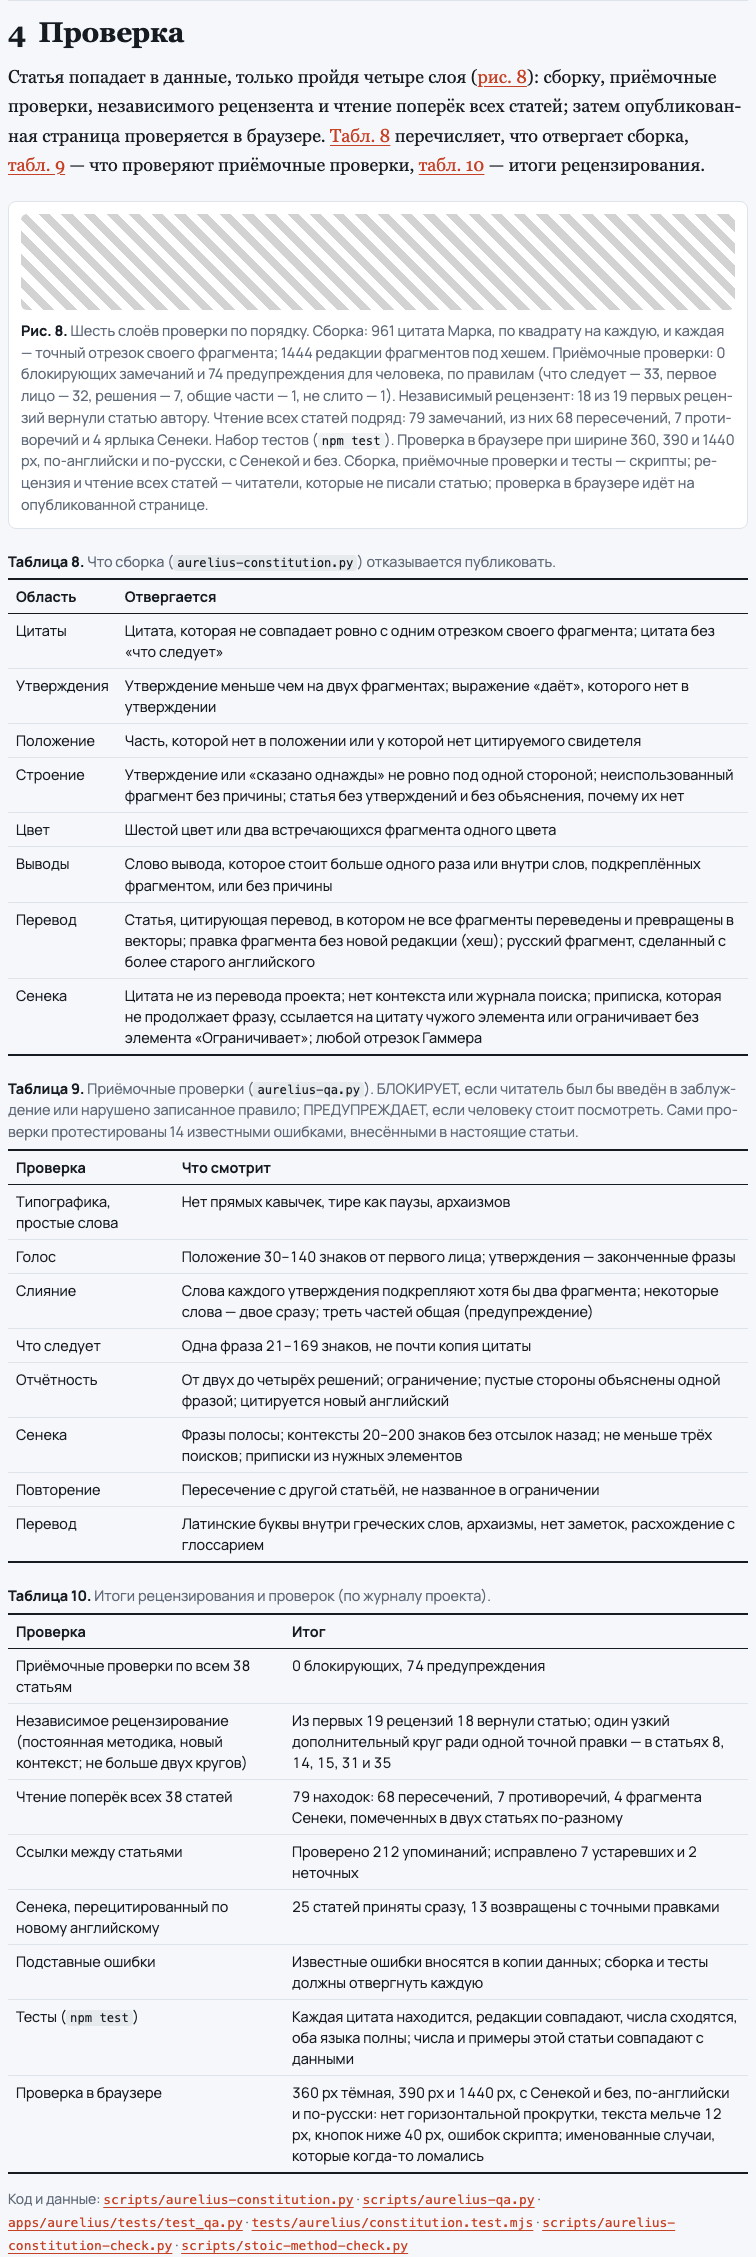 4 Проверка
Статья попадает в данные, только пройдя четыре слоя (рис. 8): сборку, приёмочные
проверки, независимого рецензента и чтение поперёк всех статей; затем опубликован-
ная страница проверяется в браузере. Табл. 8 перечисляет, что отвергает сборка,
табл. 9 — что проверяют приёмочные проверки, табл. 10 — итоги рецензирования.
Рис. 8. Шесть слоёв проверки по порядку. Сборка: 961 цитата Марка, по квадрату на каждую, и каждая
— точный отрезок своего фрагмента; 1444 редакции фрагментов под хешем. Приёмочные проверки: 0
блокирующих замечаний и 74 предупреждения для человека, по правилам (что следует — 33, первое
лицо — 32, решения — 7, общие части — 1, не слито — 1). Независимый рецензент: 18 из 19 первых рецен-
зий вернули статью автору. Чтение всех статей подряд: 79 замечаний, из них 68 пересечений, 7 проти-
воречий и 4 ярлыка Сенеки. Набор тестов (npm test). Проверка в браузере при ширине 360, 390 и 1440
px, по-английски и по-русски, с Сенекой и без. Сборка, приёмочные проверки и тесты — скрипты; ре-
цензия и чтение всех статей — читатели, которые не писали статью; проверка в браузере идёт на
опубликованной странице.
Таблица 8. Что сборка (aurelius-constitution.py) отказывается публиковать.
Область Отвергается
Цитаты Цитата, которая не совпадает ровно с одним отрезком своего фрагмента; цитата без
«что следует»
Утверждения Утверждение меньше чем на двух фрагментах; выражение «даёт», которого нет в
утверждении
Положение Часть, которой нет в положении или у которой нет цитируемого свидетеля
Строение Утверждение или «сказано однажды» не ровно под одной стороной; неиспользованный
фрагмент без причины; статья без утверждений и без объяснения, почему их нет
Цвет Шестой цвет или два встречающихся фрагмента одного цвета
Выводы Слово вывода, которое стоит больше одного раза или внутри слов, подкреплённых
фрагментом, или без причины
Перевод Статья, цитирующая перевод, в котором не все фрагменты переведены и превращены в
векторы; правка фрагмента без новой редакции (хеш); русский фрагмент, сделанный с
более старого английского
Сенека Цитата не из перевода проекта; нет контекста или журнала поиска; приписка, которая
не продолжает фразу, ссылается на цитату чужого элемента или ограничивает без
элемента «Ограничивает»; любой отрезок Гаммера
Таблица 9. Приёмочные проверки (aurelius-qa.py). БЛОКИРУЕТ, если читатель был бы введён в заблуж-
дение или нарушено записанное правило; ПРЕДУПРЕЖДАЕТ, если человеку стоит посмотреть. Сами про-
верки протестированы 14 известными ошибками, внесёнными в настоящие статьи.
Проверка Что смотрит
Типографика, Нет прямых кавычек, тире как паузы, архаизмов
простые слова
Голос Положение 30–140 знаков от первого лица; утверждения — законченные фразы
Слияние Слова каждого утверждения подкрепляют хотя бы два фрагмента; некоторые
слова — двое сразу; треть частей общая (предупреждение)
Что следует Одна фраза 21–169 знаков, не почти копия цитаты
Отчётность От двух до четырёх решений; ограничение; пустые стороны объяснены одной
фразой; цитируется новый английский
Сенека Фразы полосы; контексты 20–200 знаков без отсылок назад; не меньше трёх
поисков; приписки из нужных элементов
Повторение Пересечение с другой статьёй, не названное в ограничении
Перевод Латинские буквы внутри греческих слов, архаизмы, нет заметок, расхождение с
глоссарием
Таблица 10. Итоги рецензирования и проверок (по журналу проекта).
Проверка Итог
Приёмочные проверки по всем 38 0 блокирующих, 74 предупреждения
статьям
Независимое рецензирование Из первых 19 рецензий 18 вернули статью; один узкий
(постоянная методика, новый дополнительный круг ради одной точной правки — в статьях 8,
контекст; не больше двух кругов) 14, 15, 31 и 35
Чтение поперёк всех 38 статей 79 находок: 68 пересечений, 7 противоречий, 4 фрагмента
Сенеки, помеченных в двух статьях по-разному
Ссылки между статьями Проверено 212 упоминаний; исправлено 7 устаревших и 2
неточных
Сенека, перецитированный по 25 статей приняты сразу, 13 возвращены с точными правками
новому английскому
Подставные ошибки Известные ошибки вносятся в копии данных; сборка и тесты
должны отвергнуть каждую
Тесты (npm test) Каждая цитата находится, редакции совпадают, числа сходятся,
оба языка полны; числа и примеры этой статьи совпадают с
данными
Проверка в браузере 360 px тёмная, 390 px и 1440 px, с Сенекой и без, по-английски
и по-русски: нет горизонтальной прокрутки, текста мельче 12
px, кнопок ниже 40 px, ошибок скрипта; именованные случаи,
которые когда-то ломались
Код и данные: scripts/aurelius-constitution.py · scripts/aurelius-qa.py ·
apps/aurelius/tests/test_qa.py · tests/aurelius/constitution.test.mjs · scripts/aurelius-
constitution-check.py · scripts/stoic-method-check.py